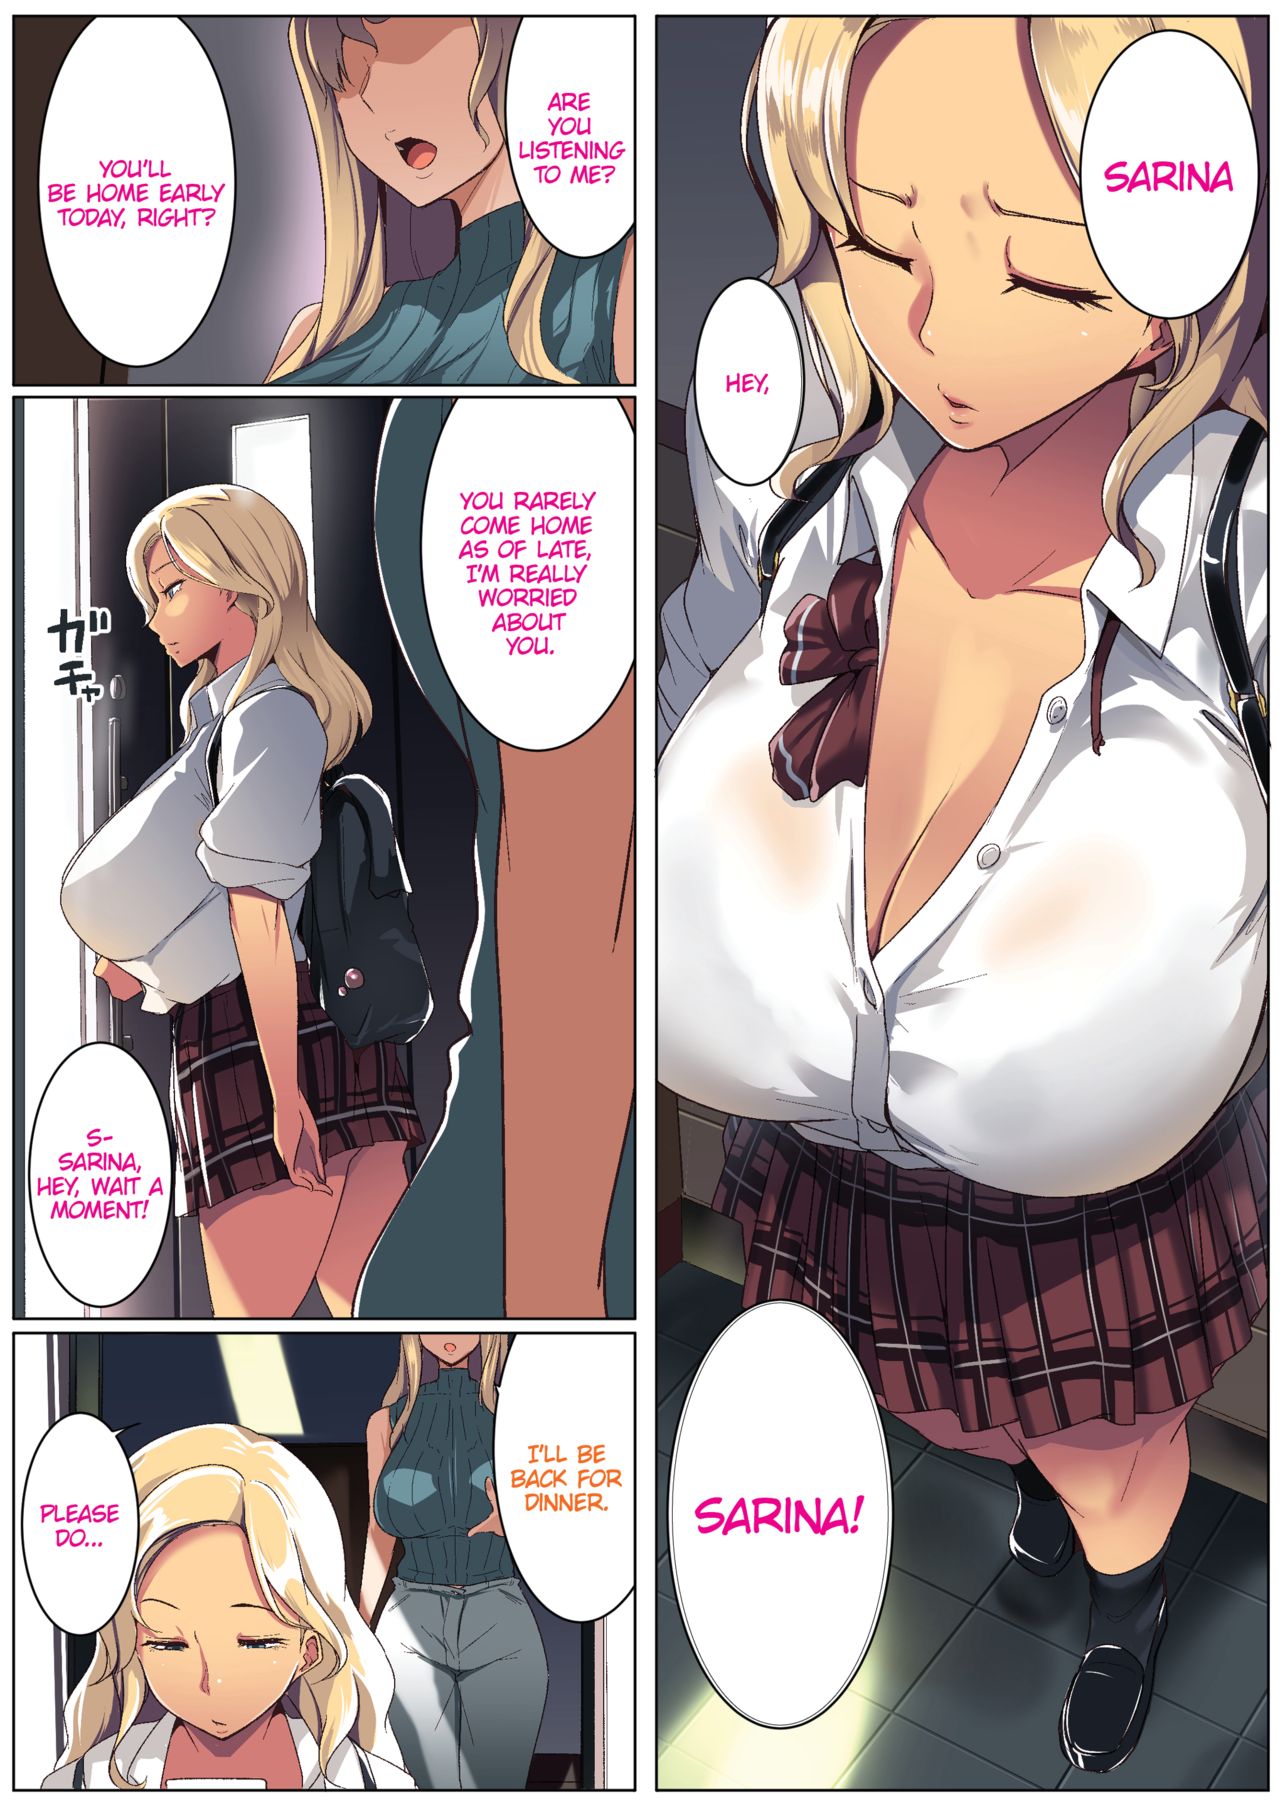 SARINA
HEY,
SARINA!
ARE
YOU
LISTENING
TO ME?
YOU'LL
BE HOME EARLY
TODAY, RIGHT?
YOU RARELY
COME HOME
AS OF LATE,
I'M REALLY
WORRIED
ABOUT
YOU.
ガチャ
S-
SARINA,
HEY, WAIT A
MOMENT!
I'LL BE
BACK FOR
DINNER.
PLEASE
DO...